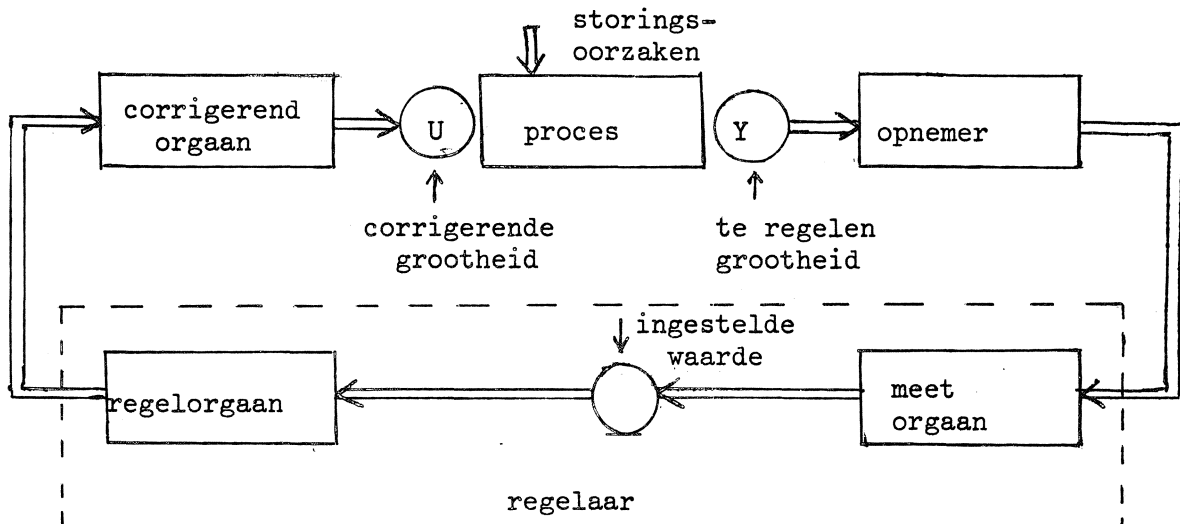 storings-
oorzaken
corrigerend
orgaan
U
proces
Y
opnemer
corrigerende
grootheid
te regelen
grootheid
ingestelde
waarde
regelorgaan
meet
orgaan
regelaar